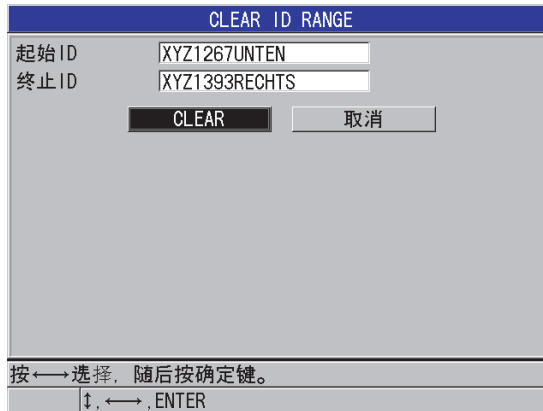 CLEAR ID RANGE
起始ID XYZ1267UNTEN
终止ID XYZ1393RECHTS
CLEAR 取消
按←→选择, 随后按确定键。
↕,←→,ENTER